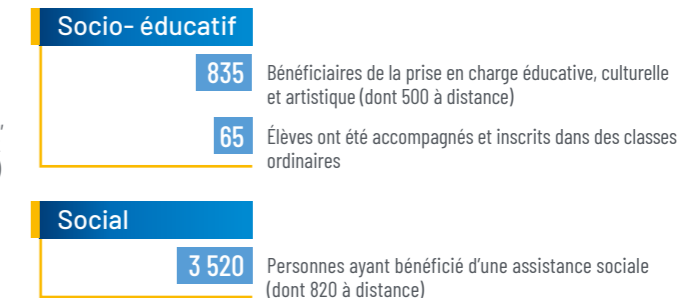 Socio- éducatif
835
Bénéficiaires de la prise en charge éducative, culturelle
et artistique (dont 500 à distance)
65
Élèves ont été accompagnés et inscrits dans des classes
ordinaires
Social
3 520
Personnes ayant bénéficié d’une assistance sociale
(dont 820 à distance)